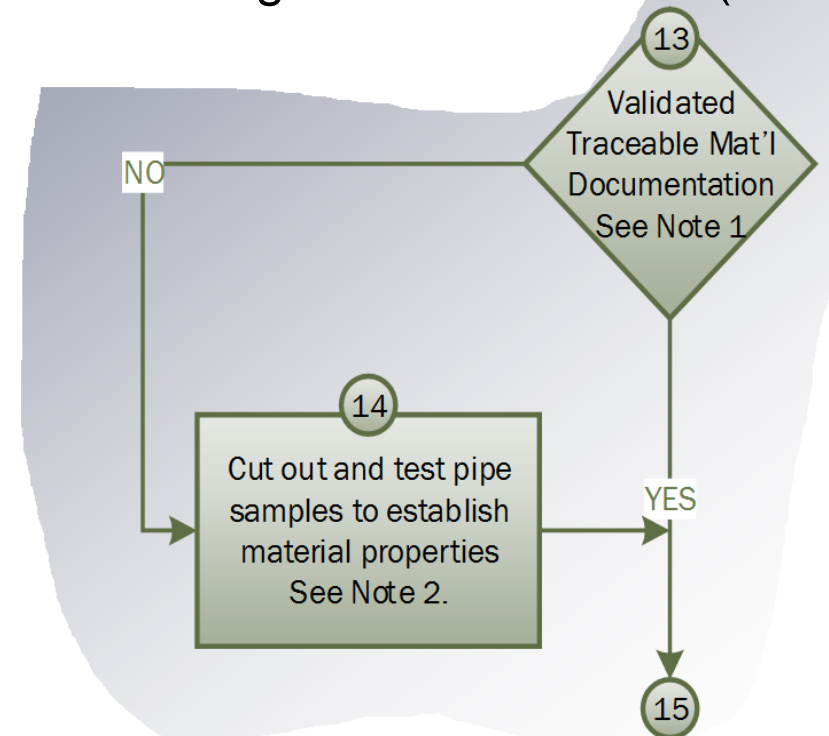 13
Validated
Traceable Mat'l
Documentation
See Note 1
NO
14
Cut out and test pipe
samples to establish
material properties
See Note 2.
YES
15